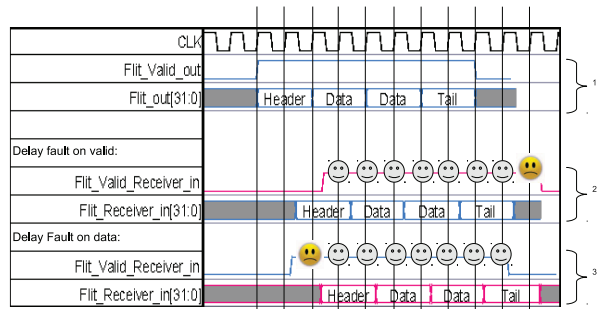 CLK
Flit_Valid_out
Flit_out[31:0] Header Data Data Tail
1
Delay fault on valid:
Flit_Valid_Receiver_in
Flit_Receiver_in[31:0] Header Data Data Tail
2
Delay Fault on data:
Flit_Valid_Receiver_in
Flit_Receiver_in[31:0] Header Data Data Tail
3